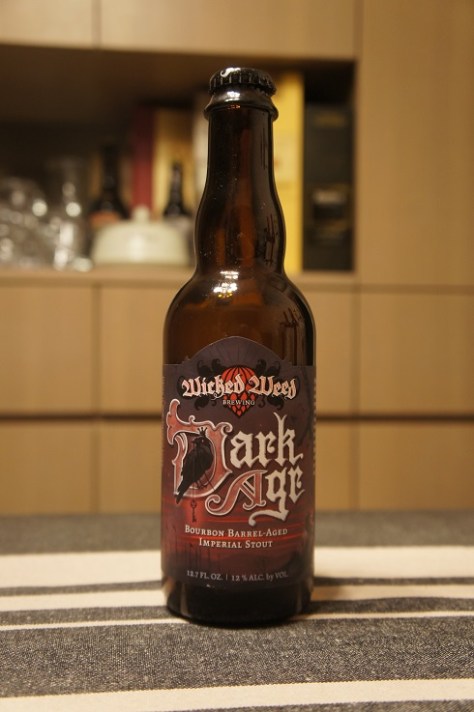 Wicked Weed
BREWING
Dark
Age
BOURBON BARREL-AGED
IMPERIAL STOUT
12.7 FL. OZ. | 13 % ALC. by VOL.